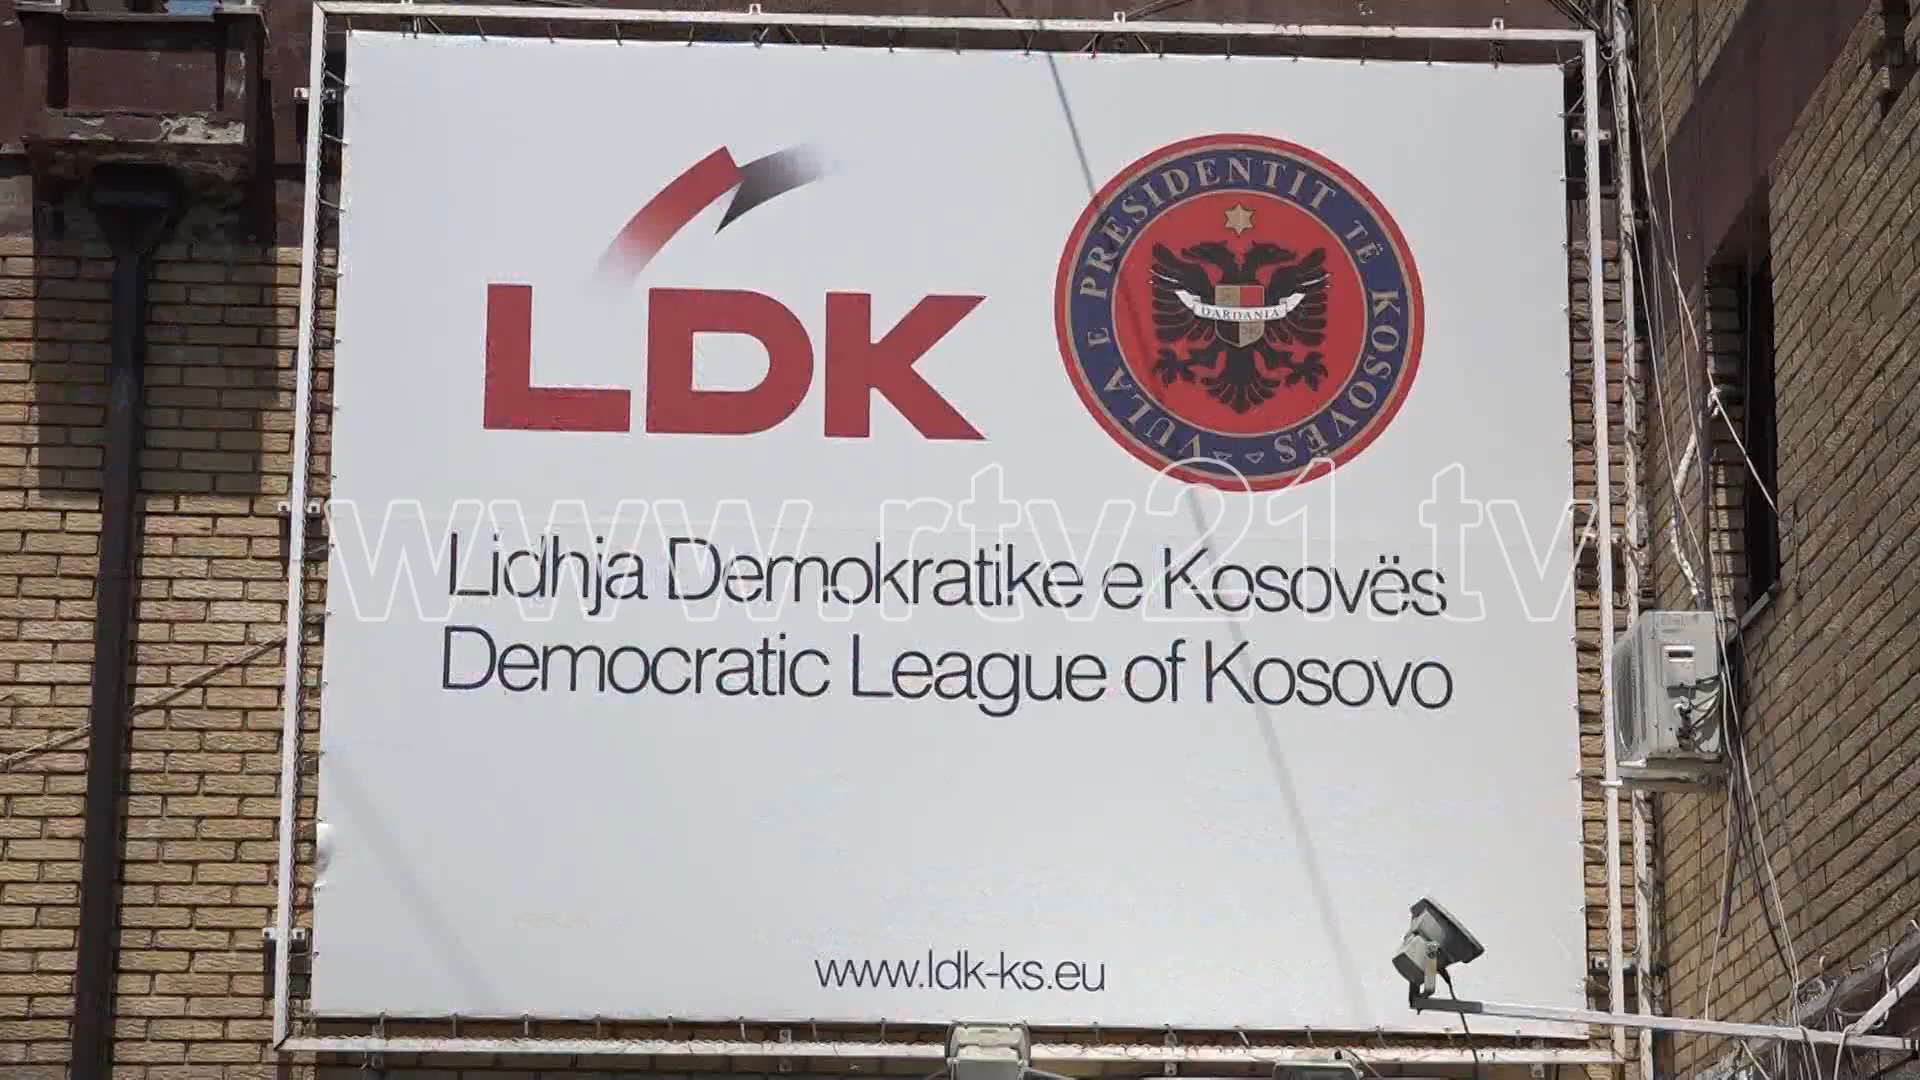 LDK
VULA E PRESIDENTIT TË KOSOVËS
DARDANIA
www.rtv21.tv
Lidhja Demokratike e Kosovës
Democratic League of Kosovo
www.ldk-ks.eu